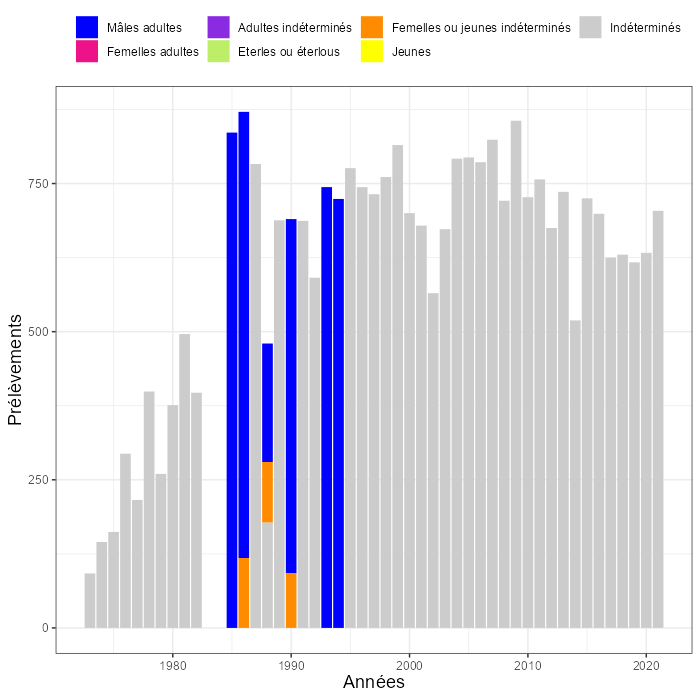 Mâles adultes Adultes indéterminés Femelles ou jeunes indéterminés Indéterminés
Femelles adultes Eterles ou éterlous Jeunes
Prélèvements
750
500
250
0
1980 1990 2000 2010 2020
Années